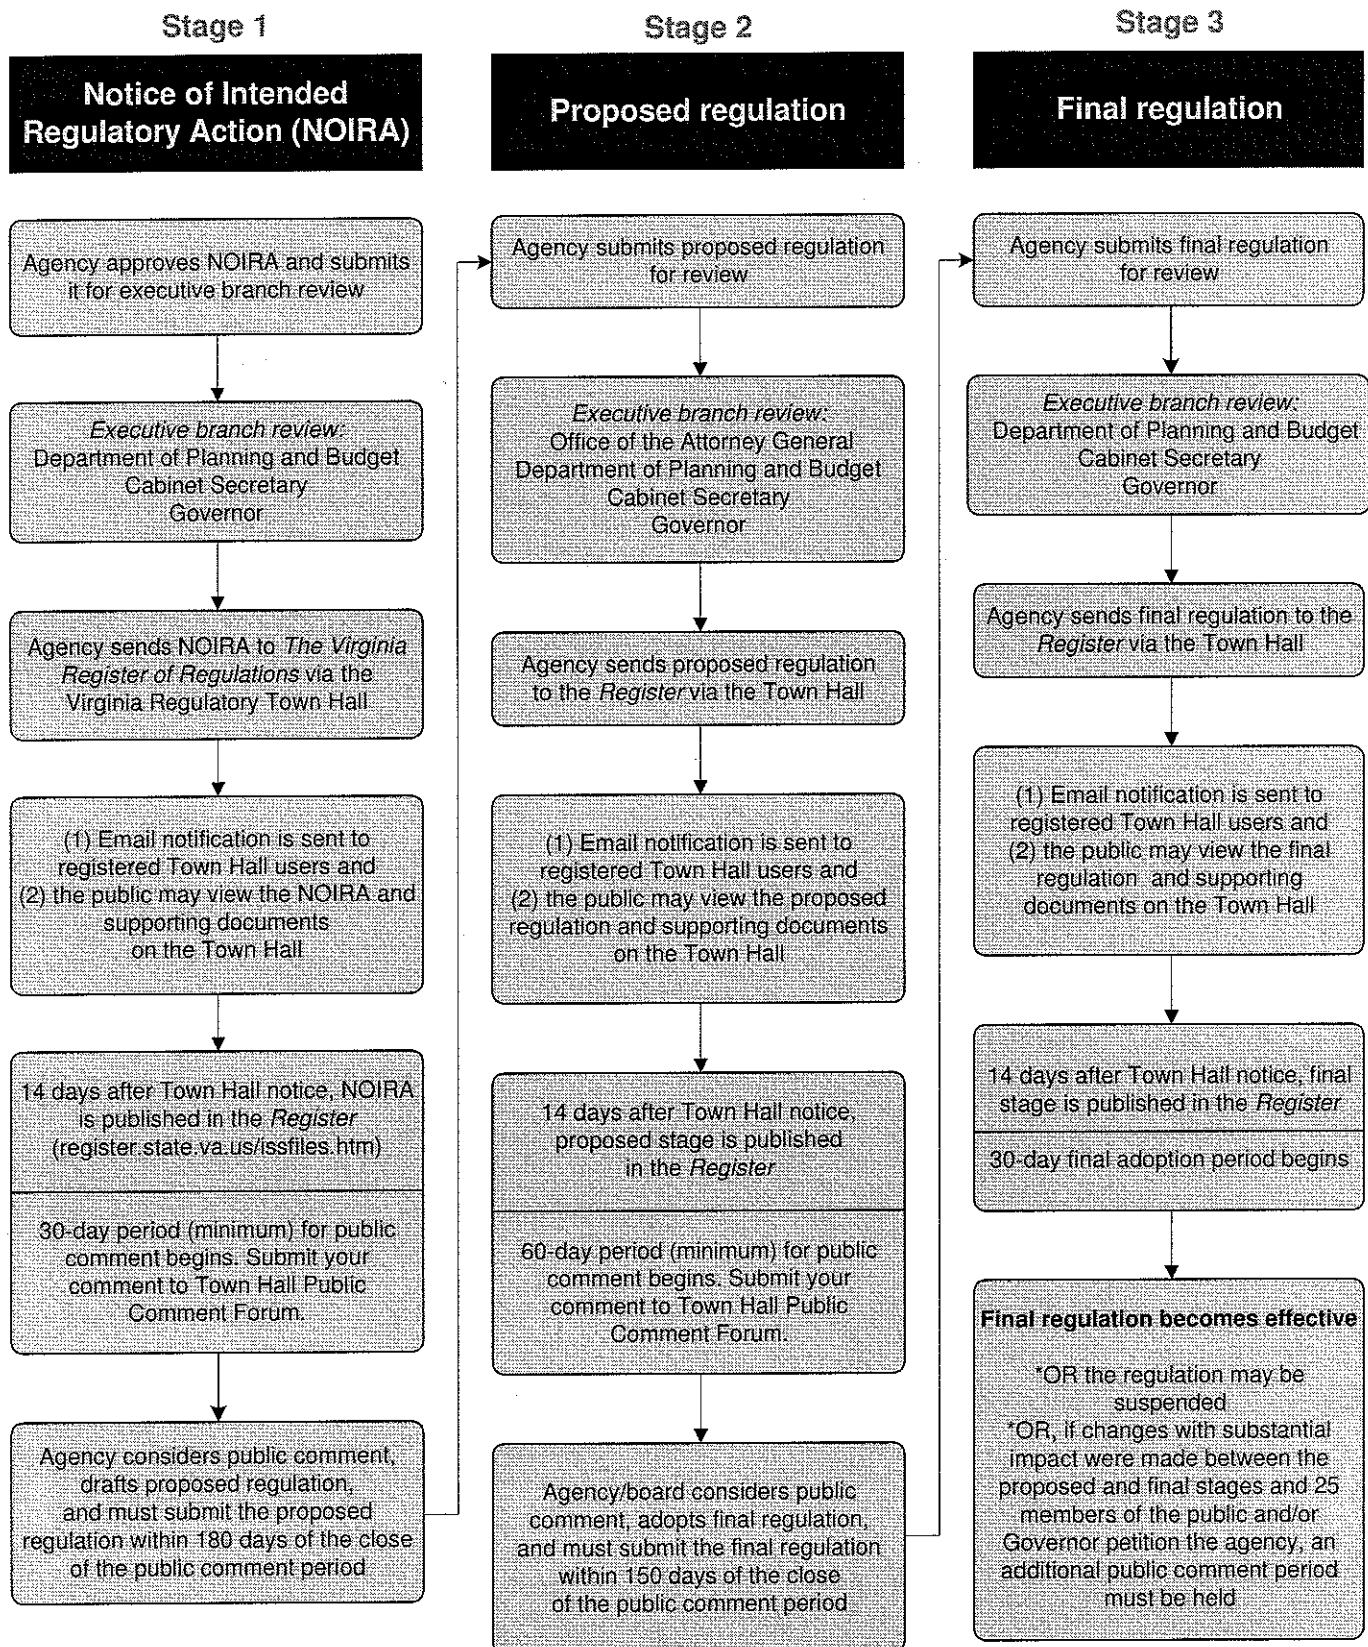 Stage 1
Notice of Intended
Regulatory Action (NOIRA)
Agency approves NOIRA and submits
it for executive branch review
Executive branch review:
Department of Planning and Budget
Cabinet Secretary
Governor
Agency sends NOIRA to The Virginia
Register of Regulations via the
Virginia Regulatory Town Hall
(1) Email notification is sent to
registered Town Hall users and
(2) the public may view the NOIRA and
supporting documents
on the Town Hall
14 days after Town Hall notice, NOIRA
is published in the Register
(register.state.va.us/issfiles.htm)
30-day period (minimum) for public
comment begins. Submit your
comment to Town Hall Public
Comment Forum.
Agency considers public comment,
drafts proposed regulation,
and must submit the proposed
regulation within 180 days of the close
of the public comment period
Stage 2
Proposed regulation
Agency submits proposed regulation
for review
Executive branch review:
Office of the Attorney General
Department of Planning and Budget
Cabinet Secretary
Governor
Agency sends proposed regulation
to the Register via the Town Hall
(1) Email notification is sent to
registered Town Hall users and
(2) the public may view the proposed
regulation and supporting documents
on the Town Hall
14 days after Town Hall notice,
proposed stage is published
in the Register
60-day period (minimum) for public
comment begins. Submit your
comment to Town Hall Public
Comment Forum.
Agency/board considers public
comment, adopts final regulation,
and must submit the final regulation
within 150 days of the close
of the public comment period
Stage 3
Final regulation
Agency submits final regulation
for review
Executive branch review:
Department of Planning and Budget
Cabinet Secretary
Governor
Agency sends final regulation to the
Register via the Town Hall
(1) Email notification is sent to
registered Town Hall users and
(2) the public may view the final
regulation and supporting
documents on the Town Hall
14 days after Town Hall notice, final
stage is published in the Register
30-day final adoption period begins
Final regulation becomes effective
*OR the regulation may be
suspended
*OR, if changes with substantial
impact were made between the
proposed and final stages and 25
members of the public and/or
Governor petition the agency, an
additional public comment period
must be held